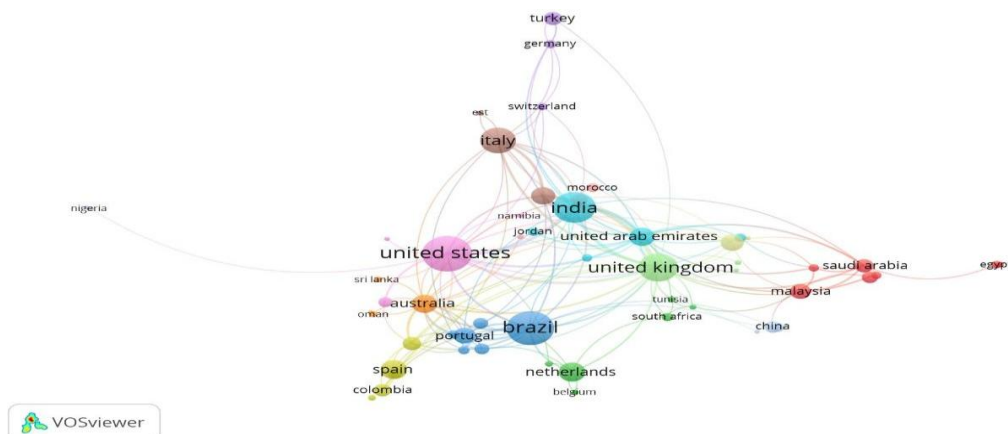 turkey
germany
switzerland
est
italy
morocco
india
nigeria
namibia
jordan
united arab emirates
united states
united kingdom
saudi arabia
egyp
sri lanka
malaysia
australia
tunisia
oman
south africa
china
brazil
portugal
spain
netherlands
colombia
belgium
VOSviewer